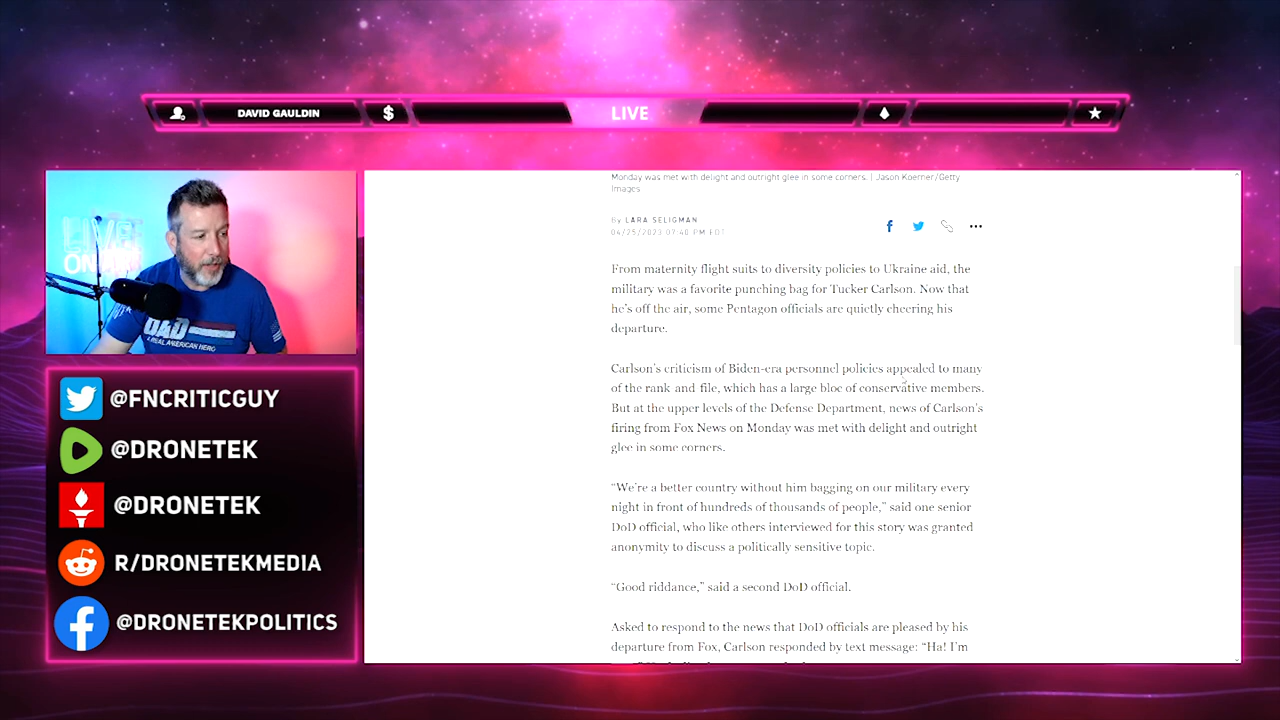 DAVID GAULDIN
$
LIVE
Monday was met with delight and outright glee in some corners. | Jason Koerner/Getty
Images
By LARA SELIGMAN
04/25/2023 07:40 PM EDT
From maternity flight suits to diversity policies to Ukraine aid, the
military was a favorite punching bag for Tucker Carlson. Now that
he's off the air, some Pentagon officials are quietly cheering his
departure.
Carlson's criticism of Biden-era personnel policies appealed to many
of the rank-and-file, which has a large bloc of conservative members.
But at the upper levels of the Defense Department, news of Carlson's
firing from Fox News on Monday was met with delight and outright
glee in some corners.
“We're a better country without him bagging on our military every
night in front of hundreds of thousands of people,” said one senior
DoD official, who like others interviewed for this story was granted
anonymity to discuss a politically sensitive topic.
“Good riddance,” said a second DoD official.
Asked to respond to the news that DoD officials are pleased by his
departure from Fox, Carlson responded by text message: “Ha! I'm
LIVE
ON
DAD
A REAL AMERICAN HERO
@FNCRITICGUY
@DRONETEK
@DRONETEK
R/DRONETEKMEDIA
@DRONETEKPOLITICS